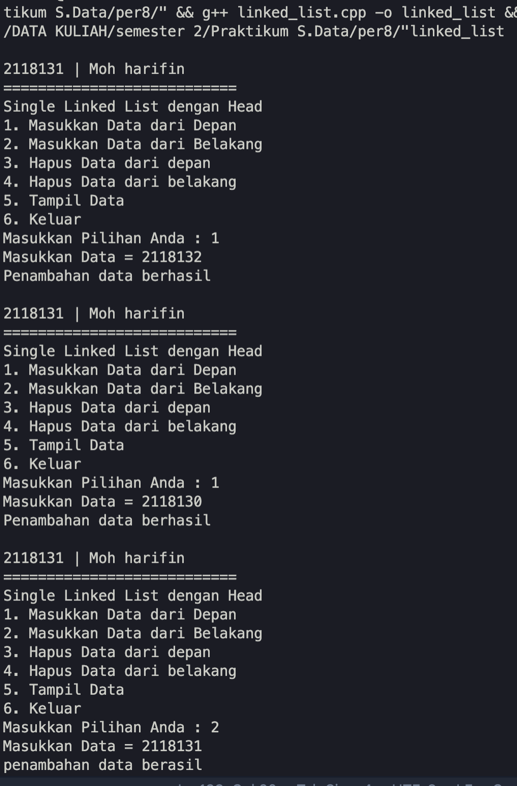 tikum S.Data/per8/" && g++ linked_list.cpp -o linked_list &&
/DATA KULIAH/semester 2/Praktikum S.Data/per8/"linked_list

2118131 | Moh harifin
===========================
Single Linked List dengan Head
1. Masukkan Data dari Depan
2. Masukkan Data dari Belakang
3. Hapus Data dari depan
4. Hapus Data dari belakang
5. Tampil Data
6. Keluar
Masukkan Pilihan Anda : 1
Masukkan Data = 2118132
Penambahan data berhasil

2118131 | Moh harifin
===========================
Single Linked List dengan Head
1. Masukkan Data dari Depan
2. Masukkan Data dari Belakang
3. Hapus Data dari depan
4. Hapus Data dari belakang
5. Tampil Data
6. Keluar
Masukkan Pilihan Anda : 1
Masukkan Data = 2118130
Penambahan data berhasil

2118131 | Moh harifin
===========================
Single Linked List dengan Head
1. Masukkan Data dari Depan
2. Masukkan Data dari Belakang
3. Hapus Data dari depan
4. Hapus Data dari belakang
5. Tampil Data
6. Keluar
Masukkan Pilihan Anda : 2
Masukkan Data = 2118131
penambahan data berasil